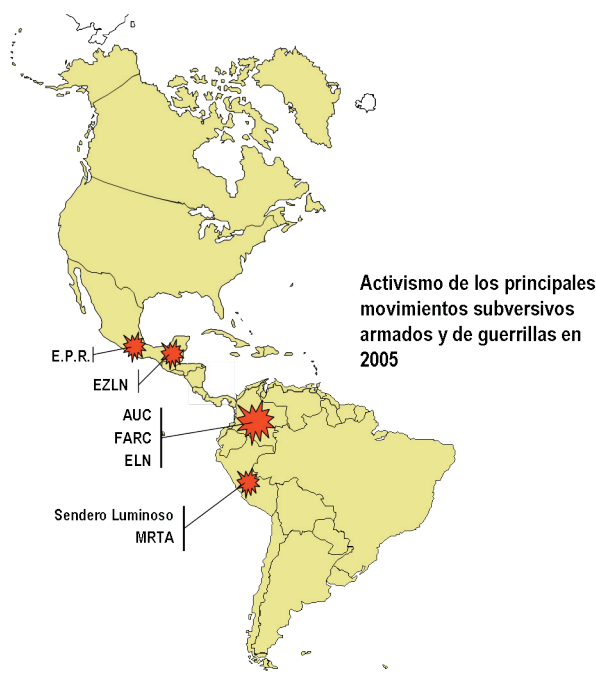 Activismo de los principales
movimientos subversivos
armados y de guerrillas en
2005
E.P.R.
EZLN
AUC
FARC
ELN
Sendero Luminoso
MRTA